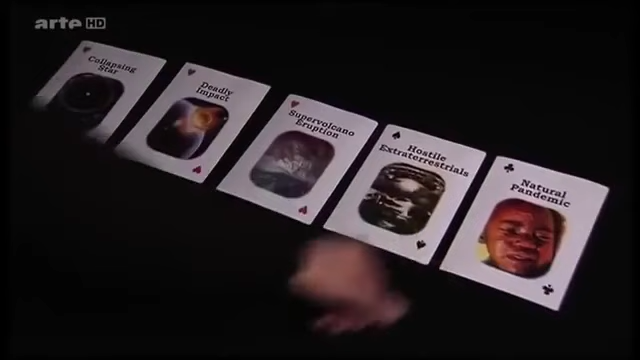 arte HD
Collapsing
Star
Deadly
Impact
Supervolcano
Eruption
Hostile
Extraterrestrials
Natural
Pandemic